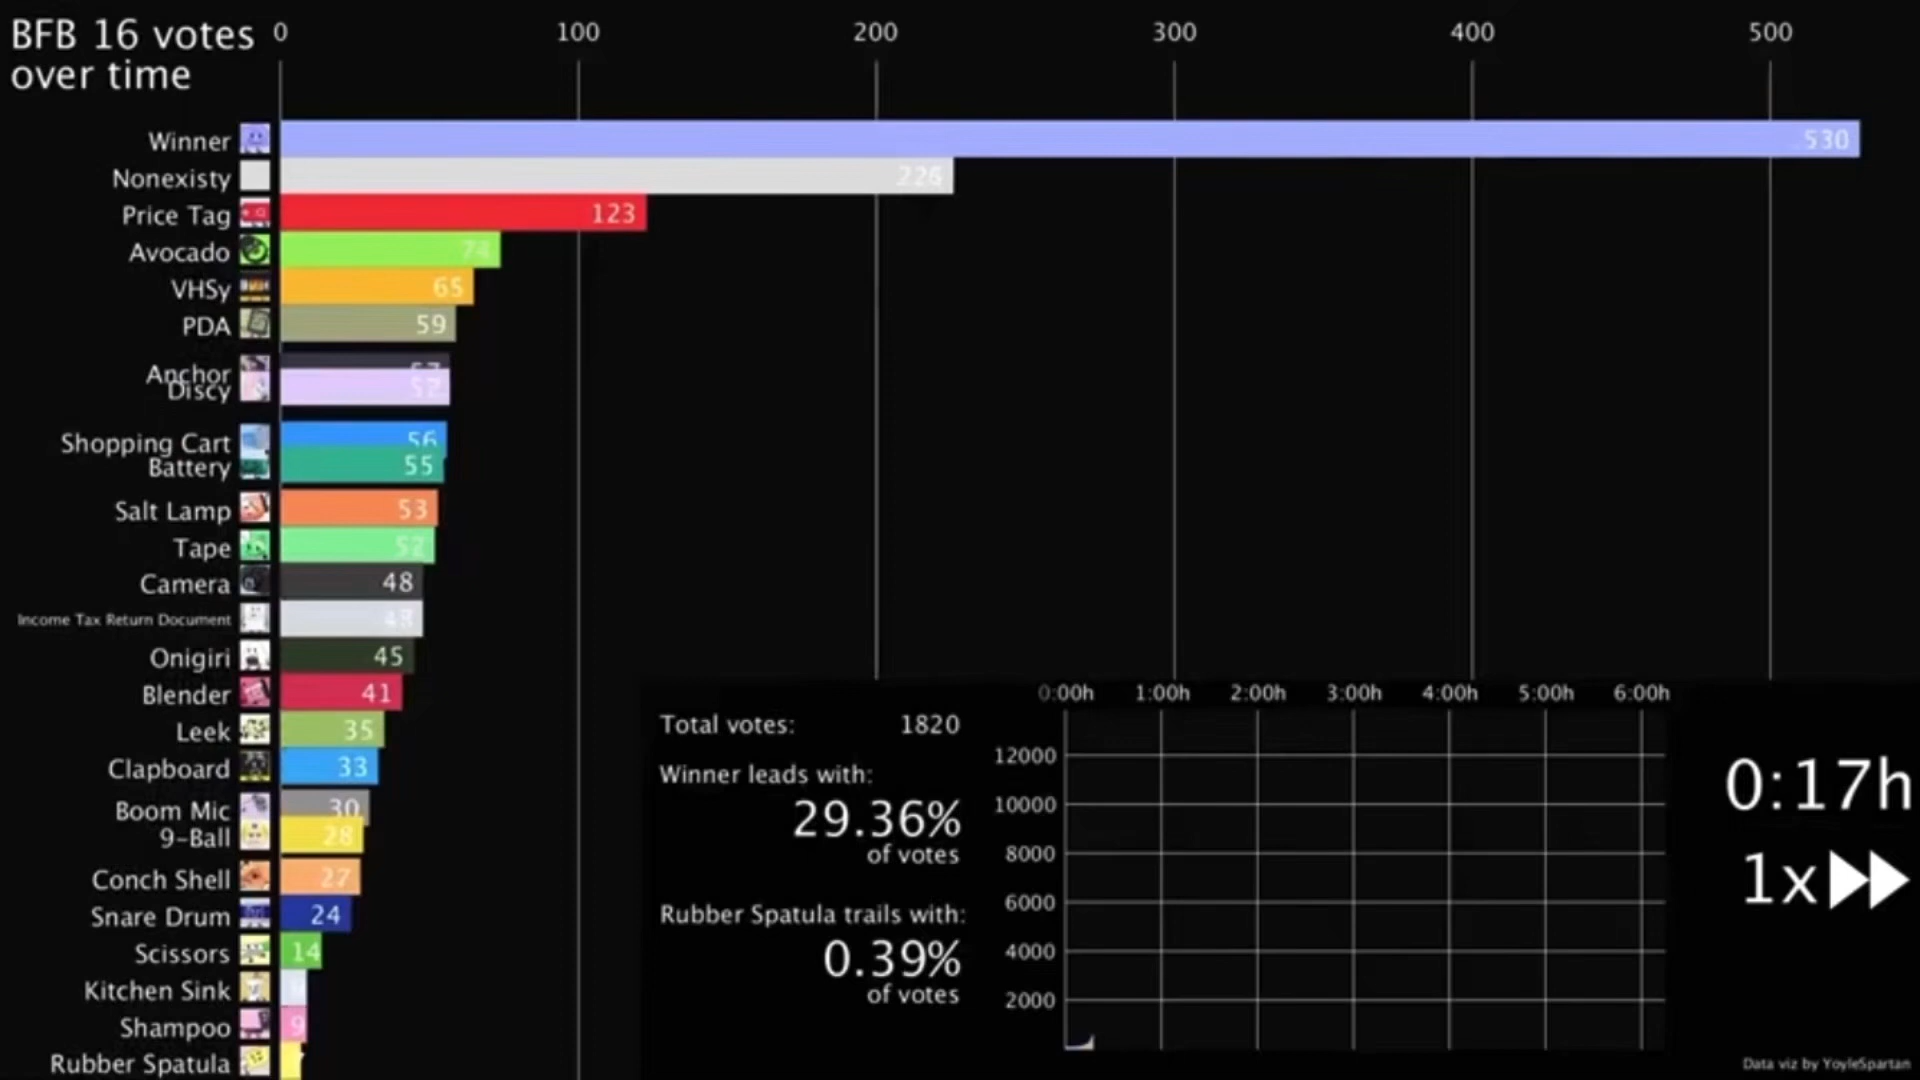 BFB 16 votes
over time
0 100 200 300 400 500
Winner 530
Nonexisty 226
Price Tag 123
Avocado 74
VHSy 65
PDA 59
Anchor 57
Discy 57
Shopping Cart 56
Battery 55
Salt Lamp 53
Tape 52
Camera 48
Income Tax Return Document 48
Onigiri 45
Blender 41
Leek 35
Clapboard 33
Boom Mic 30
9-Ball 28
Conch Shell 27
Snare Drum 24
Scissors 14
Kitchen Sink
Shampoo 9
Rubber Spatula
Total votes: 1820
Winner leads with:
29.36%
of votes
Rubber Spatula trails with:
0.39%
of votes
0:00h 1:00h 2:00h 3:00h 4:00h 5:00h 6:00h
12000
10000
8000
6000
4000
2000
0:17h
1x
Data viz by YoyleSpartan